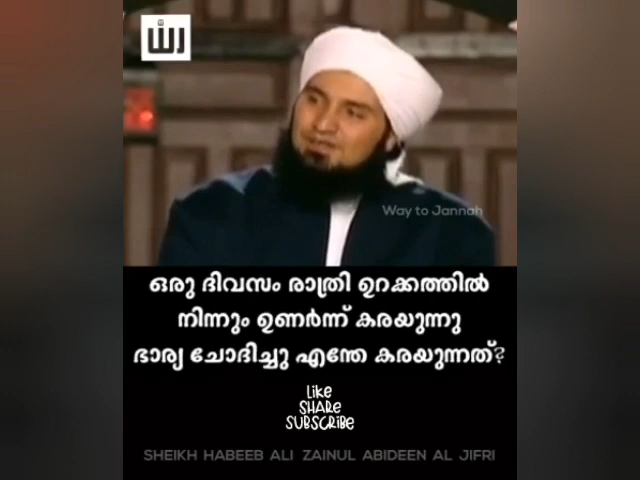 Way to Jannah
ഒരു ദിവസം രാത്രി ഉറക്കത്തിൽ
നിന്നും ഉണർന്ന് കരയുന്നു
ഭാര്യ ചോദിച്ചു എന്തേ കരയുന്നത്?
Like
SHARe
SUBSCRibe
SHEIKH HABEEB ALI ZAINUL ABIDEEN AL JIFRI